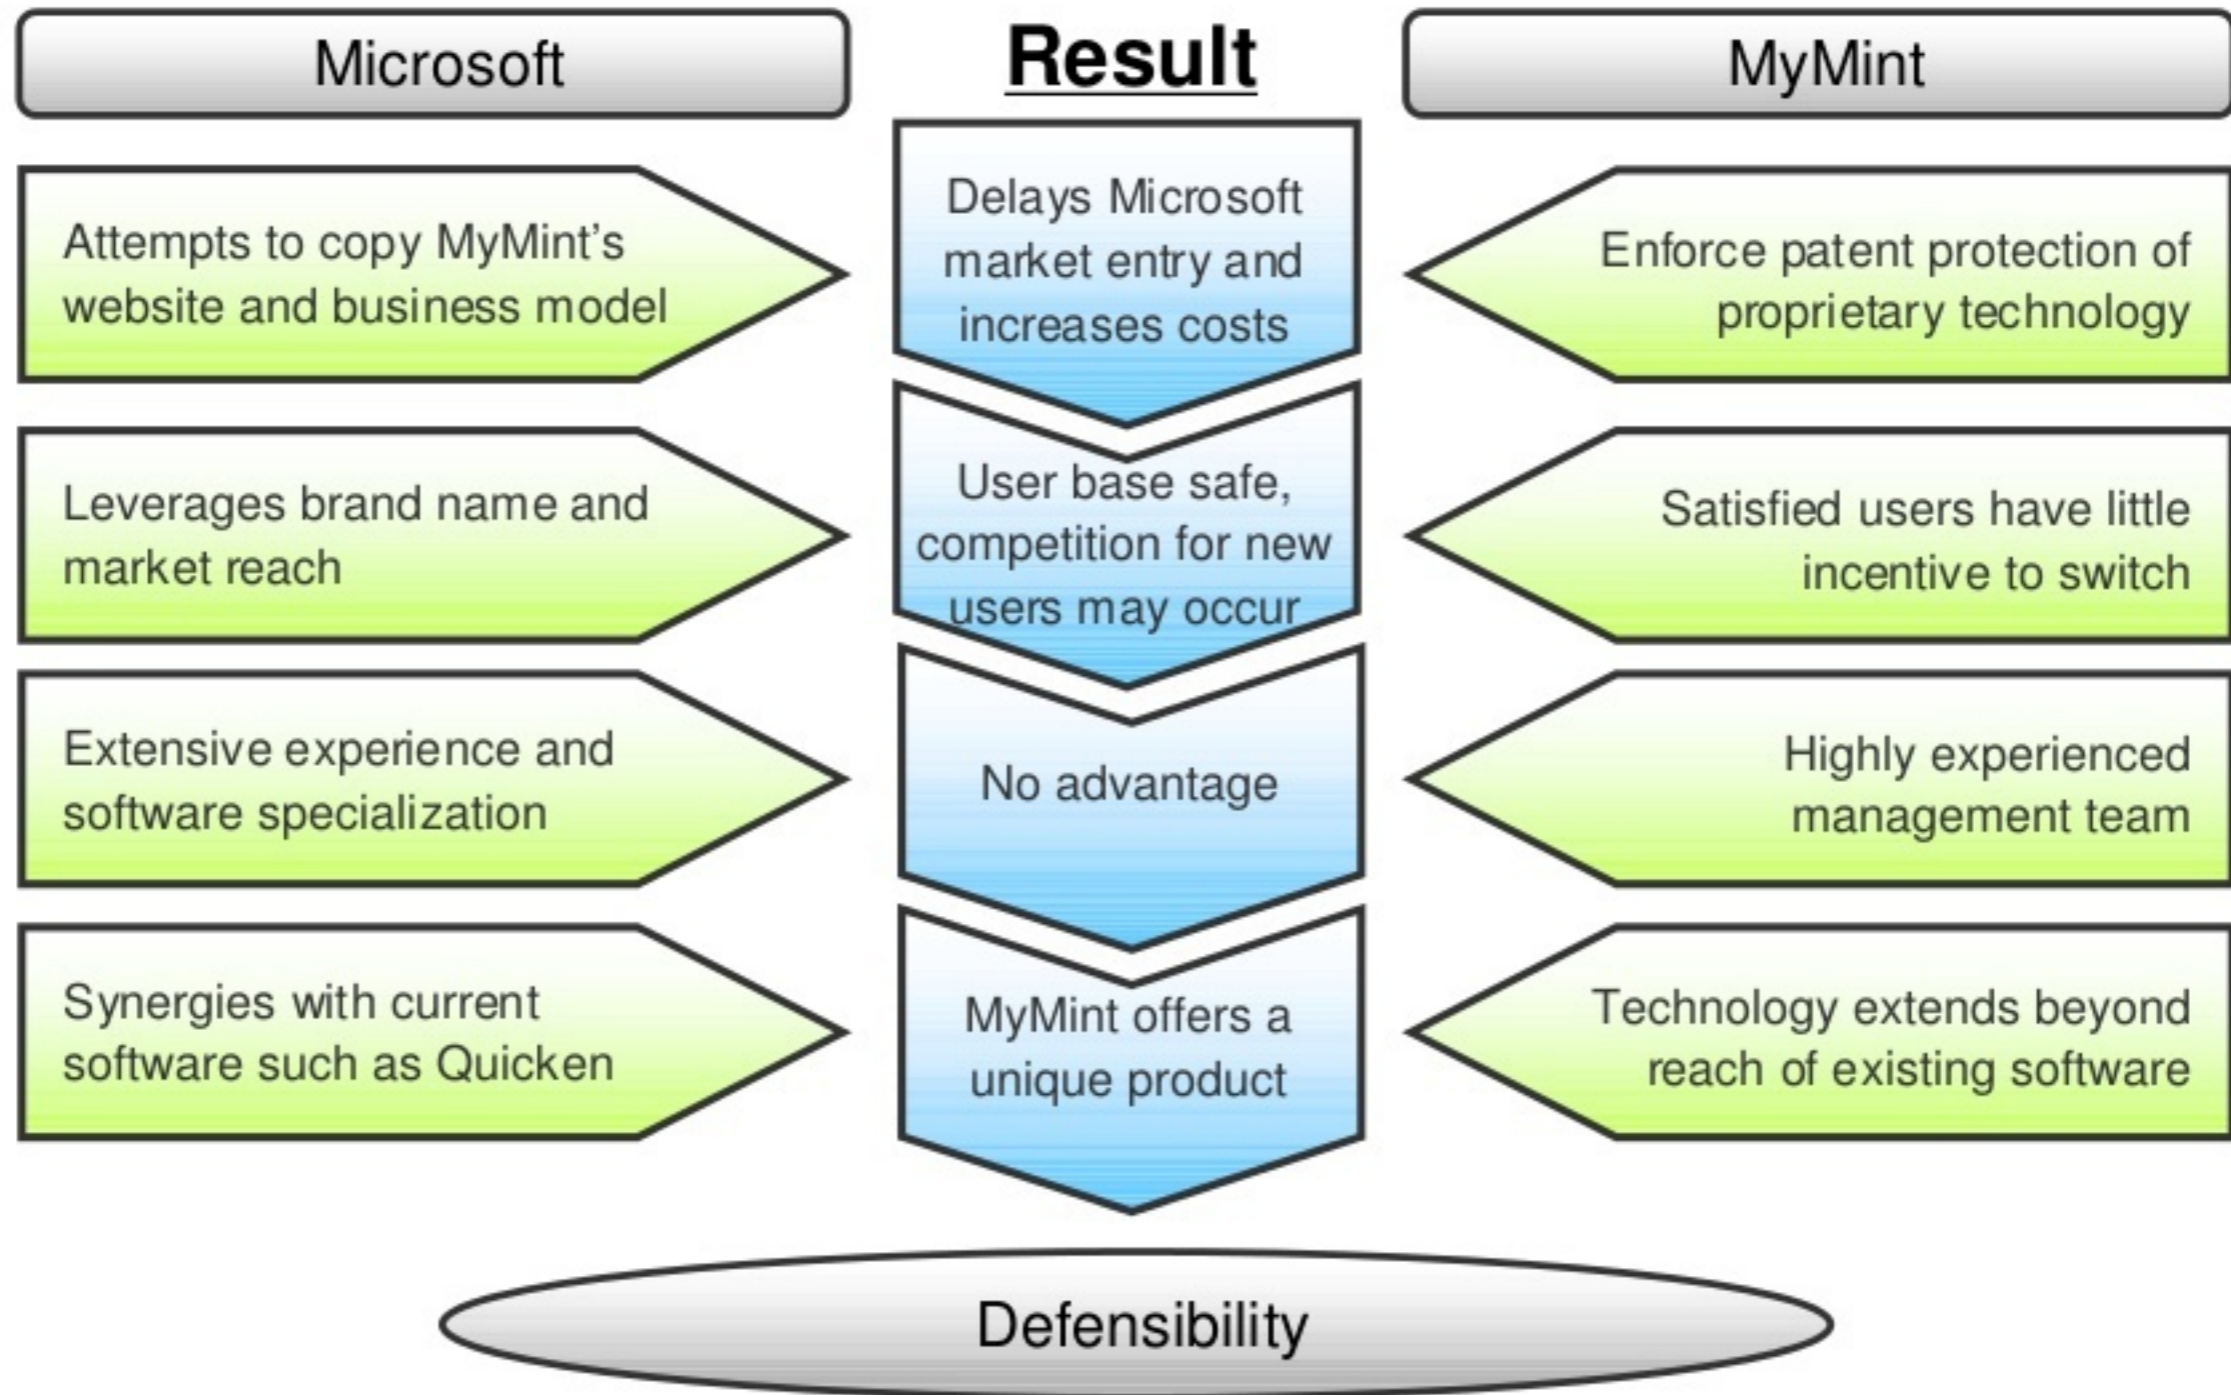 Microsoft
Result
MyMint
Attempts to copy MyMint’s
website and business model
Delays Microsoft
market entry and
increases costs
Enforce patent protection of
proprietary technology
Leverages brand name and
market reach
User base safe,
competition for new
users may occur
Satisfied users have little
incentive to switch
Extensive experience and
software specialization
No advantage
Highly experienced
management team
Synergies with current
software such as Quicken
MyMint offers a
unique product
Technology extends beyond
reach of existing software
Defensibility